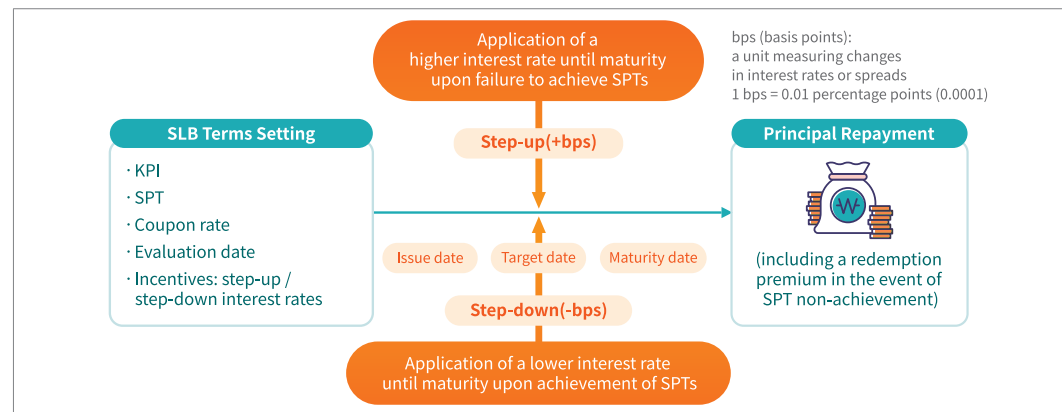 Application of a
higher interest rate until maturity
upon failure to achieve SPTs
bps (basis points):
a unit measuring changes
in interest rates or spreads
1 bps = 0.01 percentage points (0.0001)
SLB Terms Setting
· KPI
· SPT
· Coupon rate
· Evaluation date
· Incentives: step-up /
step-down interest rates
Step-up(+bps)
Issue date
Target date
Maturity date
Step-down(-bps)
Application of a lower interest rate
until maturity upon achievement of SPTs
Principal Repayment
₩
(including a redemption
premium in the event of
SPT non-achievement)